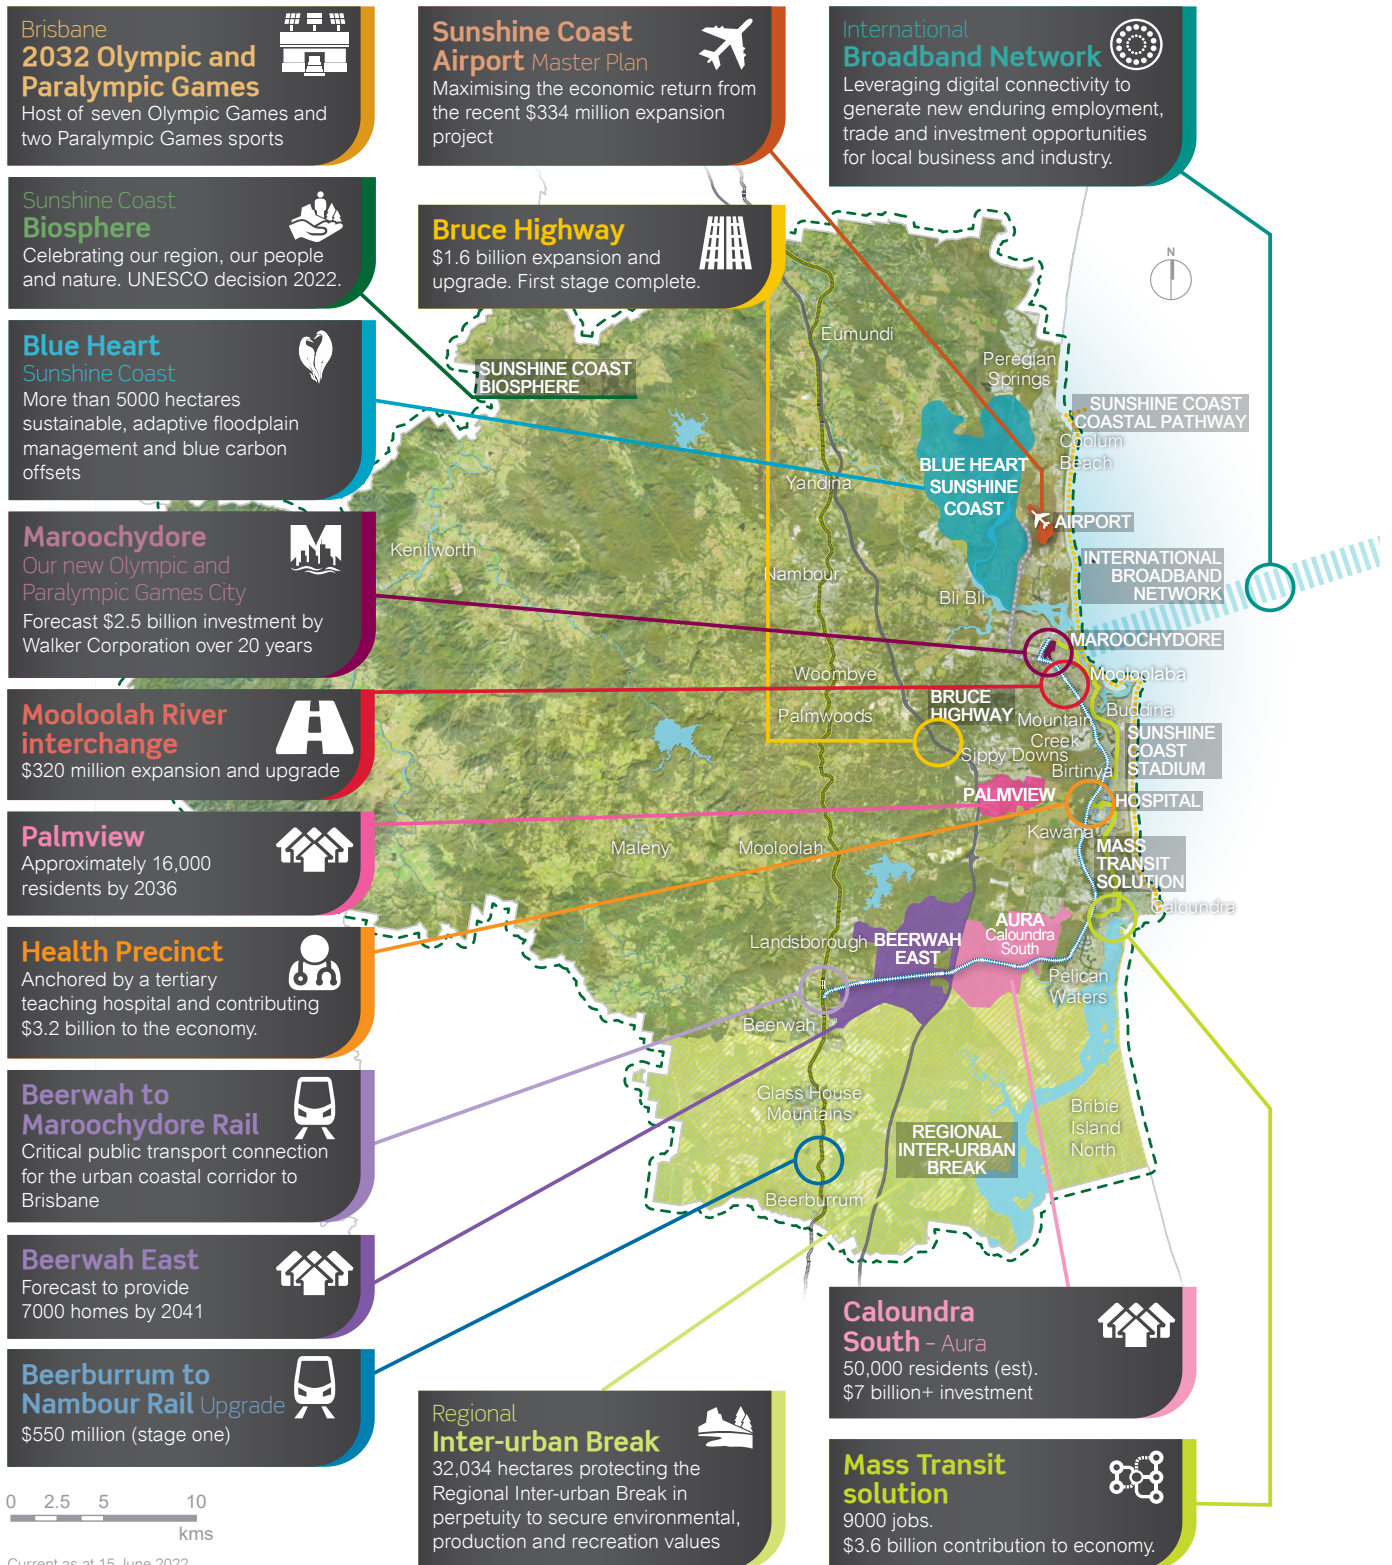 Brisbane
2032 Olympic and
Paralympic Games
Host of seven Olympic Games and
two Paralympic Games sports
Sunshine Coast
Airport Master Plan
Maximising the economic return from
the recent $334 million expansion
project
International
Broadband Network
Leveraging digital connectivity to
generate new enduring employment,
trade and investment opportunities
for local business and industry.
Sunshine Coast
Biosphere
Celebrating our region, our people
and nature. UNESCO decision 2022.
Bruce Highway
$1.6 billion expansion and
upgrade. First stage complete.
Blue Heart
Sunshine Coast
More than 5000 hectares
sustainable, adaptive floodplain
management and blue carbon
offsets
Maroochydore
Our new Olympic and
Paralympic Games City
Forecast $2.5 billion investment by
Walker Corporation over 20 years
Mooloolah River
interchange
$320 million expansion and upgrade
Palmview
Approximately 16,000
residents by 2036
Health Precinct
Anchored by a tertiary
teaching hospital and contributing
$3.2 billion to the economy.
Beerwah to
Maroochydore Rail
Critical public transport connection
for the urban coastal corridor to
Brisbane
Beerwah East
Forecast to provide
7000 homes by 2041
Beerburrum to
Nambour Rail Upgrade
$550 million (stage one)
Regional
Inter-urban Break
32,034 hectares protecting the
Regional Inter-urban Break in
perpetuity to secure environmental,
production and recreation values
Caloundra
South – Aura
50,000 residents (est).
$7 billion+ investment
Mass Transit
solution
9000 jobs.
$3.6 billion contribution to economy.
N
Eumundi
Peregian
Springs
SUNSHINE COAST
BIOSPHERE
SUNSHINE COAST
COASTAL PATHWAY
Coolum
Beach
BLUE HEART
SUNSHINE
COAST
Yandina
AIRPORT
Kenilworth
INTERNATIONAL
BROADBAND
NETWORK
Nambour
Bli Bli
MAROOCHYDORE
Woombye
Mooloolaba
BRUCE
HIGHWAY
Palmwoods
Buddina
Mountain
Creek
SUNSHINE
COAST
STADIUM
Sippy Downs
Birtinya
PALMVIEW
HOSPITAL
Kawana
Maleny
Mooloolah
MASS
TRANSIT
SOLUTION
Caloundra
AURA
Caloundra
South
Landsborough
BEERWAH
EAST
Pelican
Waters
Beerwah
Glass House
Mountains
Bribie
Island
North
REGIONAL
INTER-URBAN
BREAK
Beerburrum
0 2.5 5 10
kms
Current as at 15 June 2022